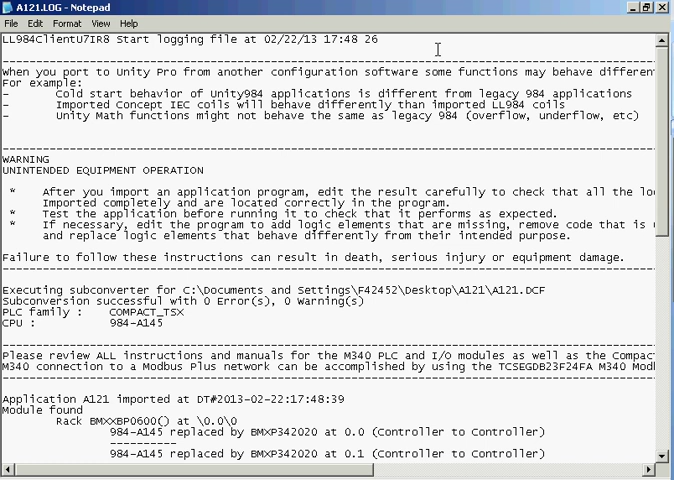 A121.LOG - Notepad
File Edit Format View Help
LL984ClientU7IR8 Start logging file at 02/22/13 17:48 26
When you port to Unity Pro from another configuration software some functions may behave differen
For example:
- Cold start behavior of Unity984 applications is different from legacy 984 applications
- Imported Concept IEC coils will behave differently than imported LL984 coils
- Unity Math functions might not behave the same as legacy 984 (overflow, underflow, etc)
WARNING
UNINTENDED EQUIPMENT OPERATION
* After you import an application program, edit the result carefully to check that all the lo
Imported completely and are located correctly in the program.
* Test the application before running it to check that it performs as expected.
* If necessary, edit the program to add logic elements that are missing, remove code that is
and replace logic elements that behave differently from their intended purpose.
Failure to follow these instructions can result in death, serious injury or equipment damage.
Executing subconverter for C:\Documents and Settings\F42452\Desktop\A121\A121.DCF
Subconversion successful with 0 Error(s), 0 Warning(s)
PLC family : COMPACT_TSX
CPU : 984-A145
Please review ALL instructions and manuals for the M340 PLC and I/O modules as well as the Compac
M340 connection to a Modbus Plus network can be accomplished by using the TCSEGDB23F24FA M340 Mod
Application A121 imported at DT#2013-02-22:17:48:39
Module found
Rack BMXXBP0600() at \0.0\0
984-A145 replaced by BMXP342020 at 0.0 (Controller to Controller)
----------
984-A145 replaced by BMXP342020 at 0.1 (Controller to Controller)